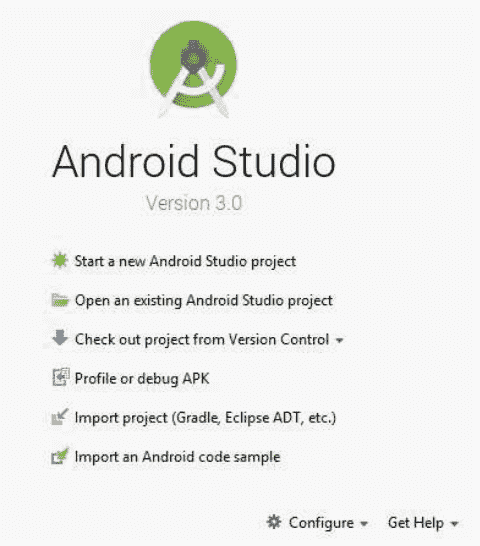 Android Studio
Version 3.0
Start a new Android Studio project
Open an existing Android Studio project
Check out project from Version Control
Profile or debug APK
Import project (Gradle, Eclipse ADT, etc.)
Import an Android code sample
Configure Get Help